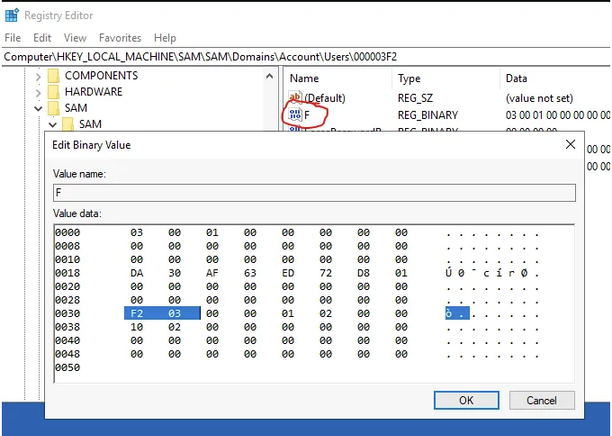 Registry Editor
File Edit View Favorites Help
Computer\HKEY_LOCAL_MACHINE\SAM\SAM\Domains\Account\Users\000003F2
COMPONENTS
HARDWARE
SAM
SAM
Name Type Data
(Default) REG_SZ (value not set)
F REG_BINARY 03 00 01 00 00 00 00 00
REG_BINARY 00 00 00 00
Edit Binary Value
Value name:
F
Value data:
0000 03 00 01 00 00 00 00 00 . . . . . . . .
0008 00 00 00 00 00 00 00 00 . . . . . . . .
0010 00 00 00 00 00 00 00 00 . . . . . . . .
0018 DA 30 AF 63 ED 72 D8 01 Ú 0 ¯ c í r Ø .
0020 00 00 00 00 00 00 00 00 . . . . . . . .
0028 00 00 00 00 00 00 00 00 . . . . . . . .
0030 F2 03 00 00 01 02 00 00 ò . . . . . . .
0038 10 02 00 00 00 00 00 00 . . . . . . . .
0040 00 00 00 00 00 00 00 00 . . . . . . . .
0048 00 00 00 00 00 00 00 00 . . . . . . . .
0050
OK Cancel